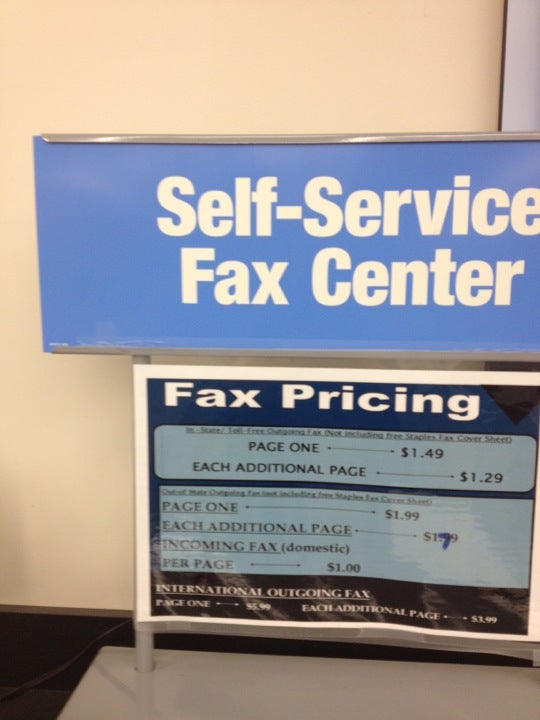 Self-Service
Fax Center
Fax Pricing
In -State/ Toll-Free Outgoing Fax (Not including free Staples Fax Cover Sheet)
PAGE ONE $1.49
EACH ADDITIONAL PAGE $1.29
Out-of State Outgoing Fax (not including free Staples Fax Cover Sheet)
PAGE ONE $1.99
EACH ADDITIONAL PAGE
INCOMING FAX (domestic)
PER PAGE $1.00
INTERNATIONAL OUTGOING FAX
PAGE ONE $5.99 EACH ADDITIONAL PAGE $3.99